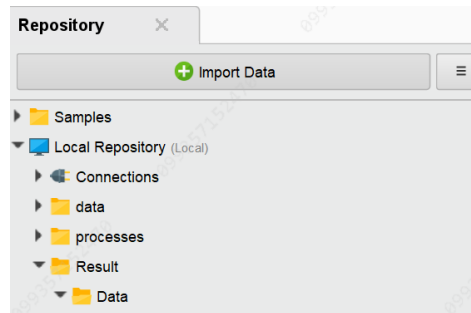 Repository
Import Data
Samples
Local Repository (Local)
Connections
data
processes
Result
Data